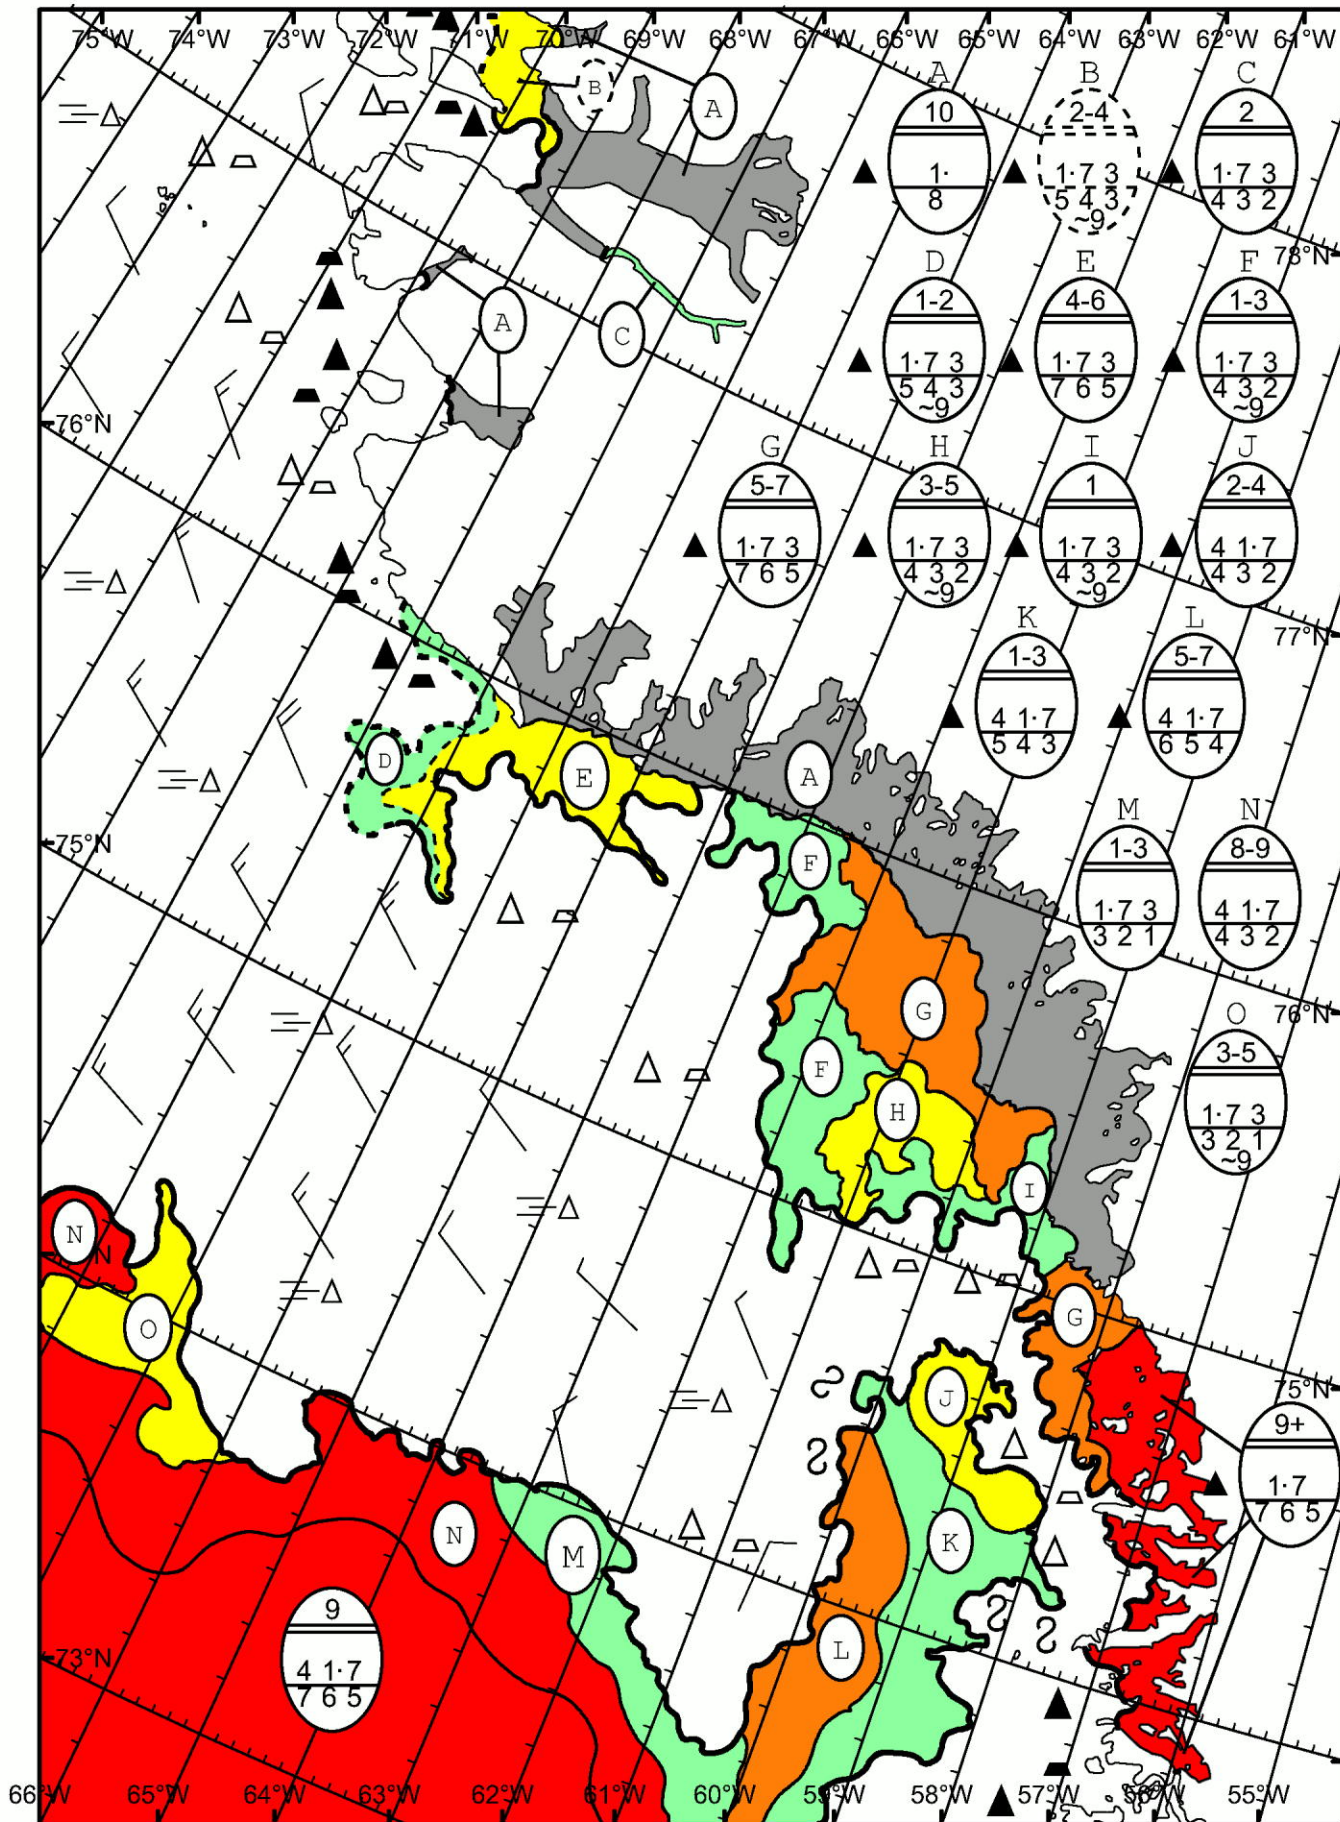 75°W 74°W 73°W 72°W 71°W 70°W 69°W 68°W 67°W 66°W 65°W 64°W 63°W 62°W 61°W
A B C
B
A
10 2-4 2
1· 1·7 3 1·7 3
8 5 4 3 4 3 2
~9
78°N
D E F
1-2 4-6 1-3
A C
1·7 3 1·7 3 1·7 3
5 4 3 7 6 5 4 3 2
~9 ~9
76°N
G H I J
5-7 3-5 1 2-4
1·7 3 1·7 3 1·7 3 4 1·7
7 6 5 4 3 2 4 3 2 4 3 2
~9 ~9
K L
77°N
1-3 5-7
4 1·7 4 1·7
5 4 3 6 5 4
D E A
M N
75°N
1-3 8-9
F
1·7 3 4 1·7
3 2 1 4 3 2
G
O
76°N
3-5
F
H
1·7 3
3 2 1
~9
I
N
N
O
G
J
75°N
9+
1·7
7 6 5
N
M
K
9
L
4 1·7
7 6 5
73°N
66°W 65°W 64°W 63°W 62°W 61°W 60°W 59°W 58°W 57°W 56°W 55°W